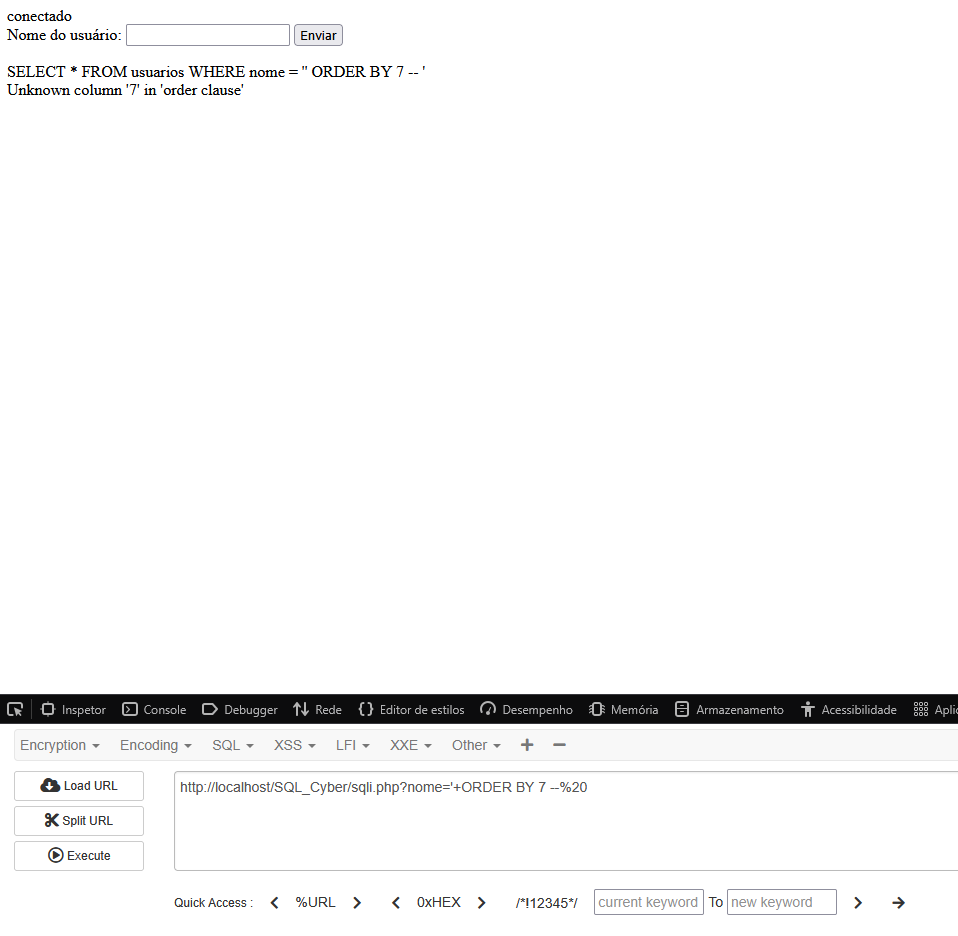 conectado
Nome do usuário: Enviar
SELECT * FROM usuarios WHERE nome = '' ORDER BY 7 -- '
Unknown column '7' in 'order clause'
Inspetor Console Debugger Rede Editor de estilos Desempenho Memória Armazenamento Acessibilidade Aplic
Encryption Encoding SQL XSS LFI XXE Other
Load URL http://localhost/SQL_Cyber/sqli.php?nome='+ORDER BY 7 --%20
Split URL
Execute
Quick Access : %URL 0xHEX /*!12345*/ current keyword To new keyword